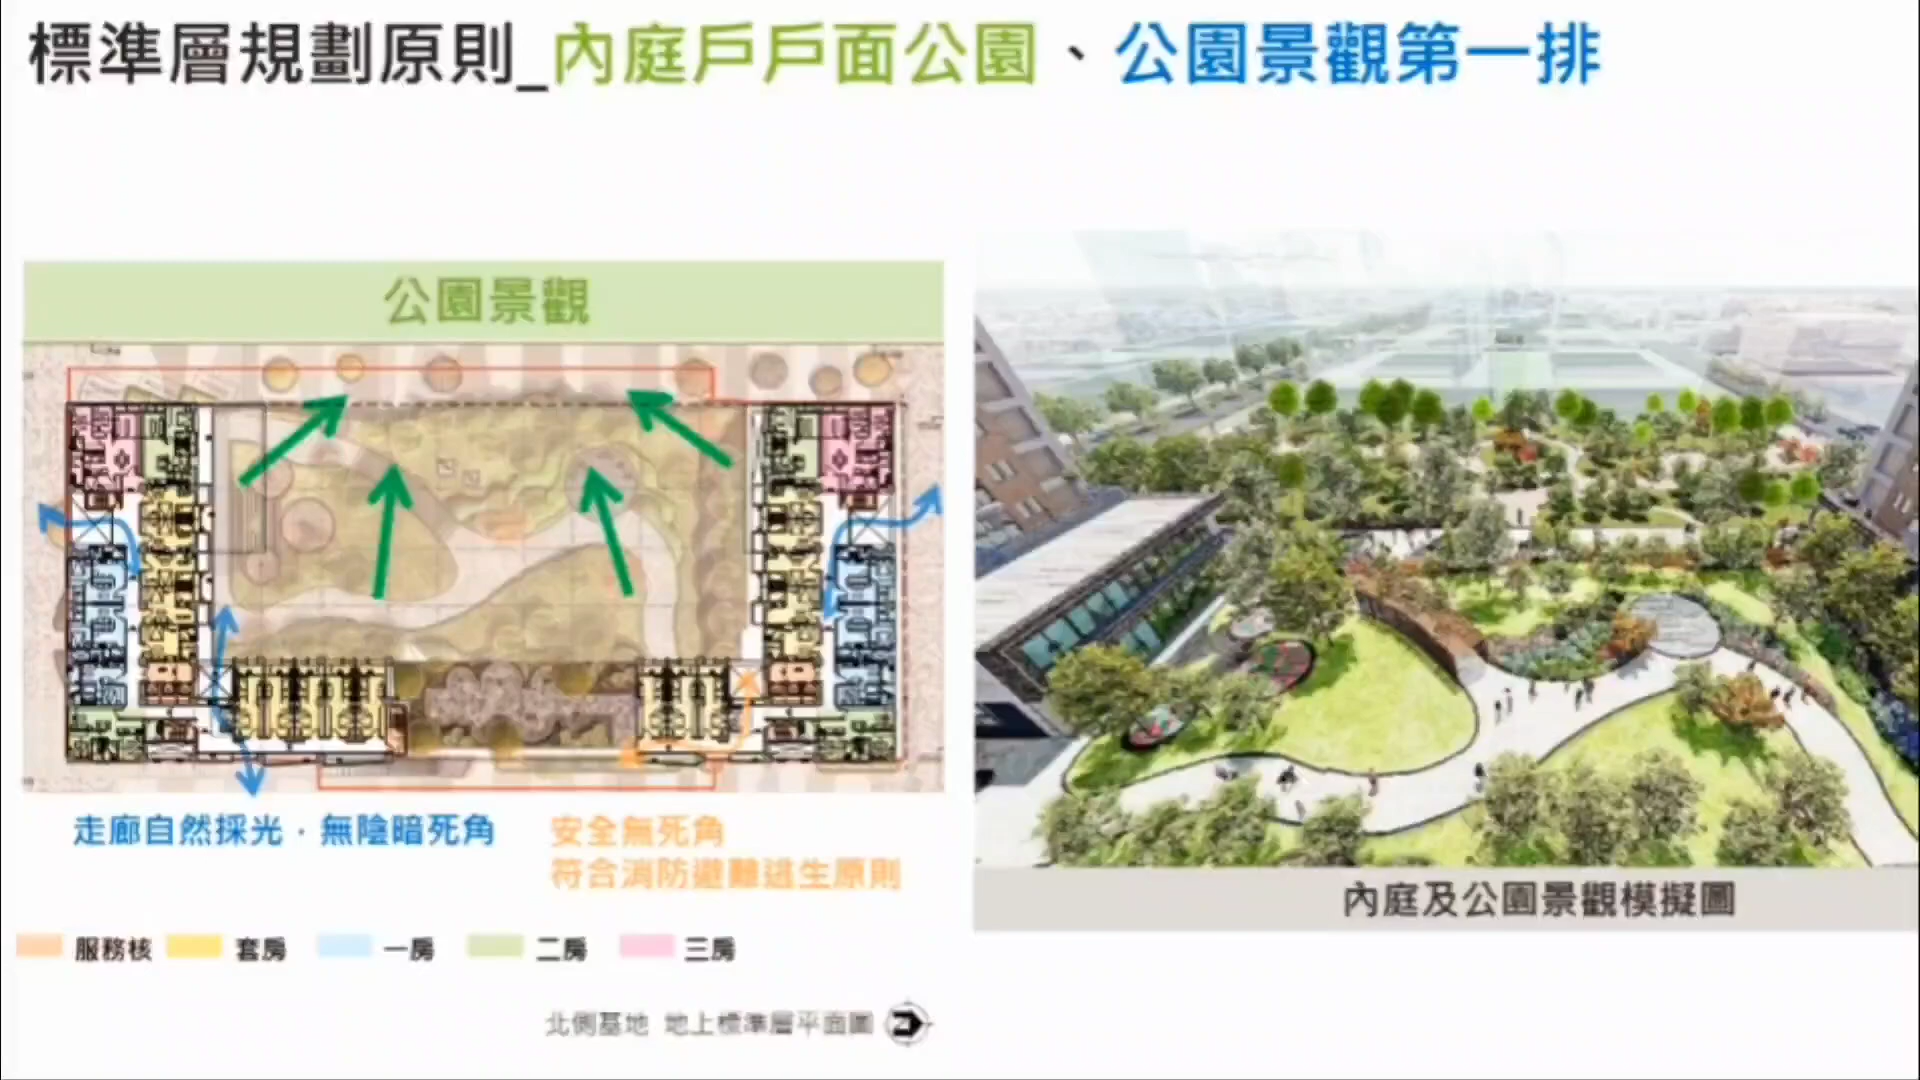 標準層規劃原則_內庭戶戶面公園、公園景觀第一排
公園景觀
走廊自然採光．無陰暗死角
安全無死角
符合消防避難逃生原則
服務核 套房 一房 二房 三房
北側基地 地上標準層平面圖
內庭及公園景觀模擬圖